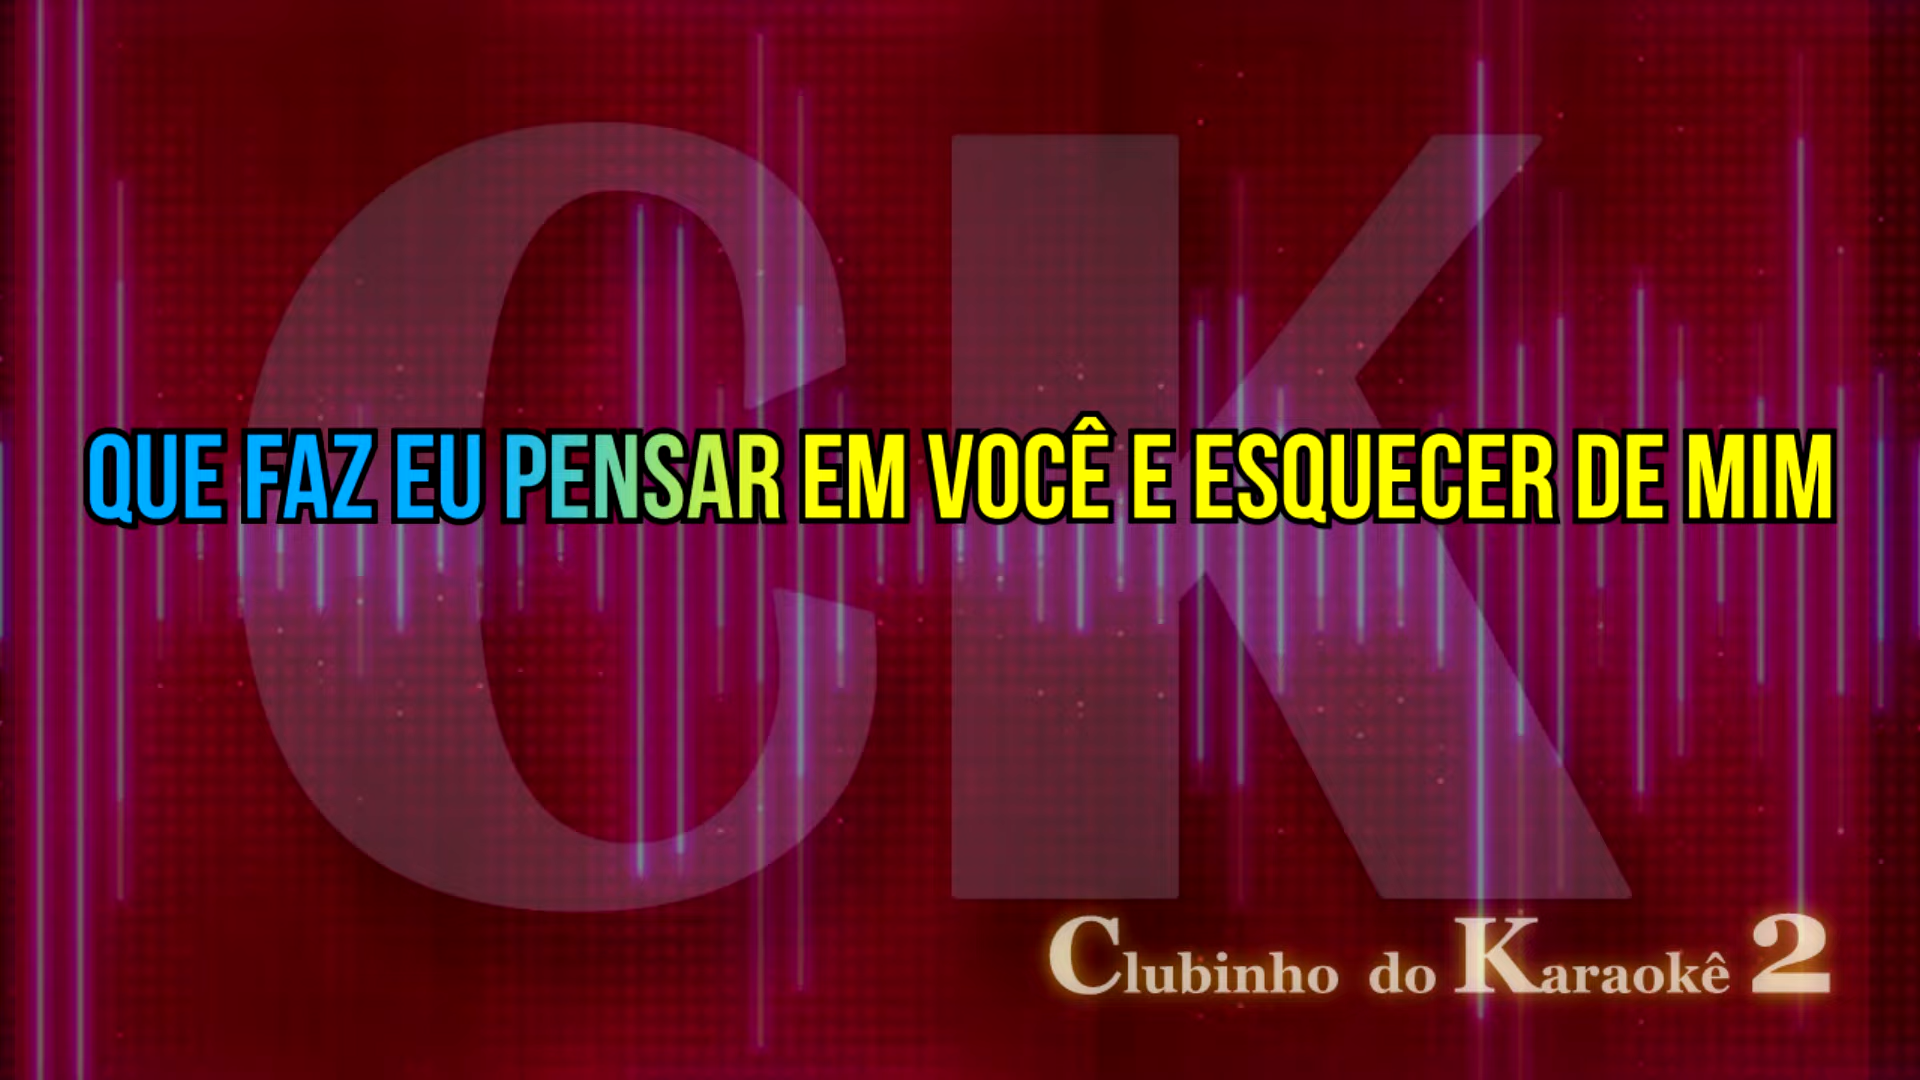 CK
QUE FAZ EU PENSAR EM VOCÊ E ESQUECER DE MIM
Clubinho do Karaokê 2